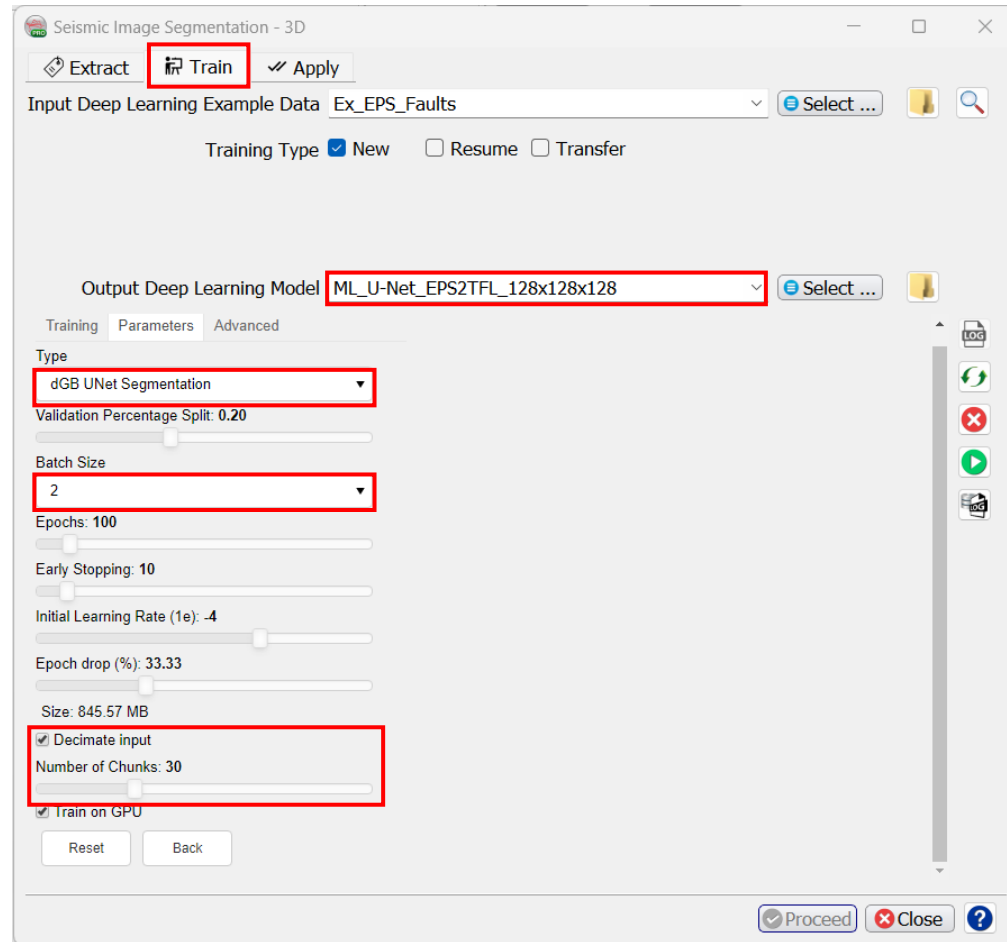 Seismic Image Segmentation - 3D
Extract Train Apply
Input Deep Learning Example Data Ex_EPS_Faults Select ...
Training Type New Resume Transfer
Output Deep Learning Model ML_U-Net_EPS2TFL_128x128x128 Select ...
Training Parameters Advanced
Type
dGB UNet Segmentation
Validation Percentage Split: 0.20
Batch Size
2
Epochs: 100
Early Stopping: 10
Initial Learning Rate (1e): -4
Epoch drop (%): 33.33
Size: 845.57 MB
Decimate input
Number of Chunks: 30
Train on GPU
Reset Back
Proceed Close ?
PRO
LOG
LOG